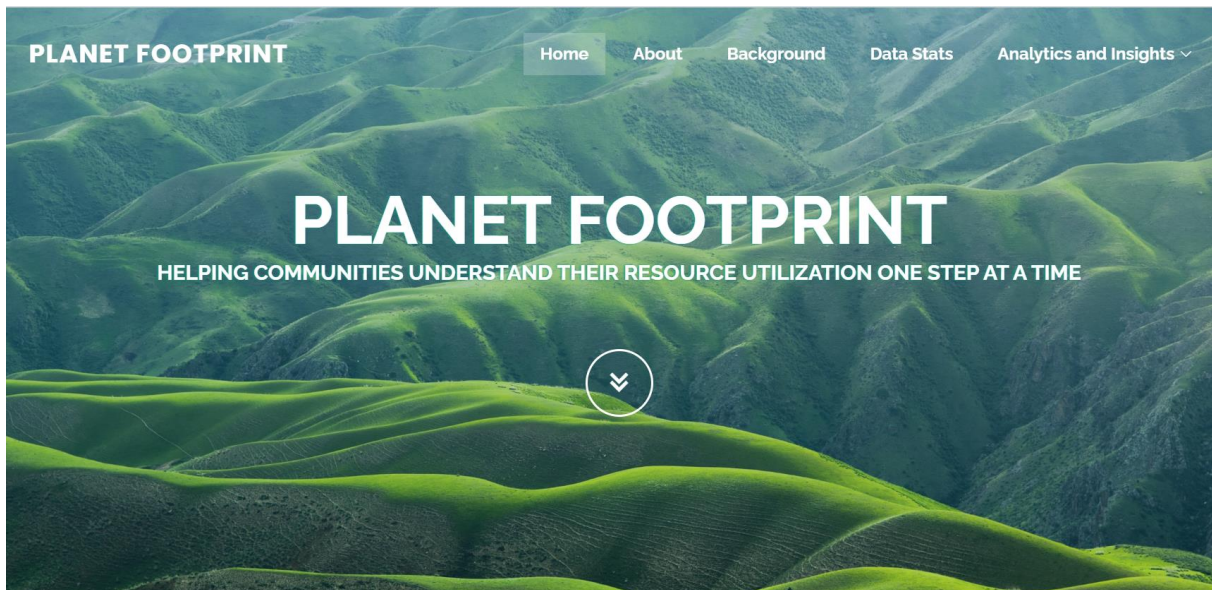 PLANET FOOTPRINT
Home About Background Data Stats Analytics and Insights
PLANET FOOTPRINT
HELPING COMMUNITIES UNDERSTAND THEIR RESOURCE UTILIZATION ONE STEP AT A TIME